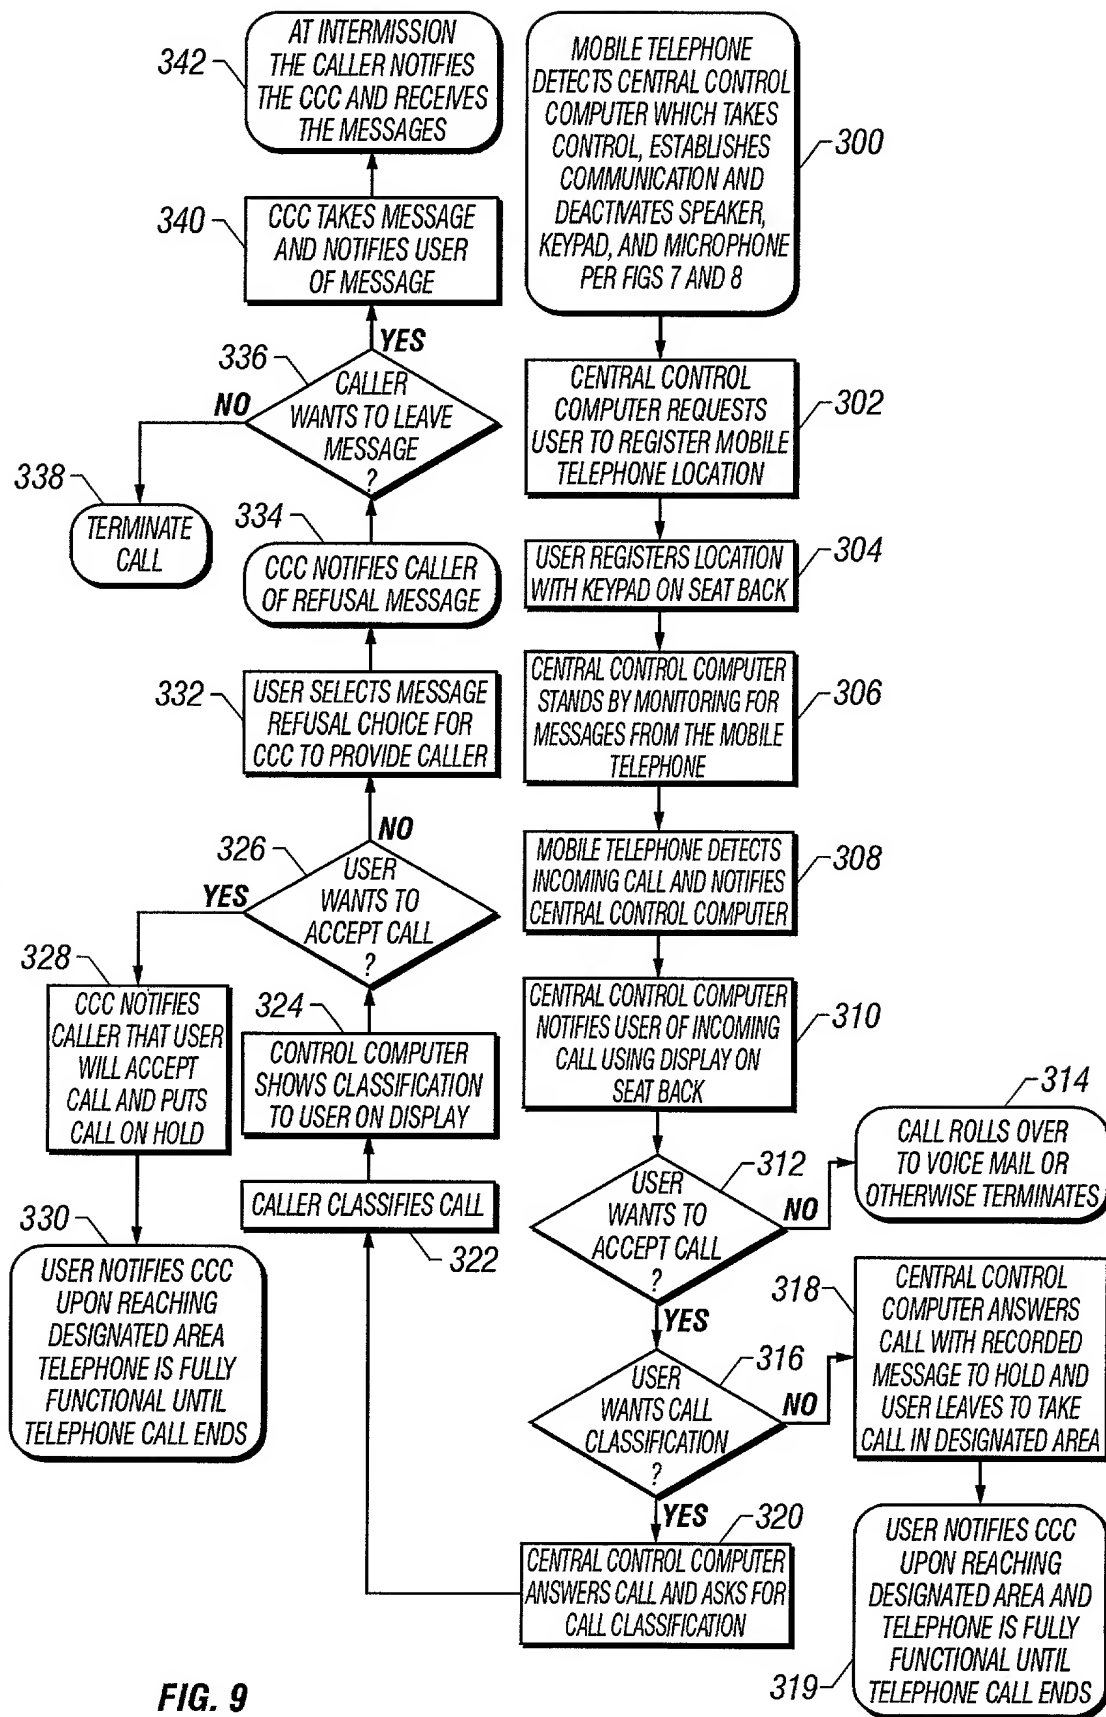 MOBILE TELEPHONE
DETECTS CENTRAL CONTROL
COMPUTER WHICH TAKES
CONTROL, ESTABLISHES
COMMUNICATION AND
DEACTIVATES SPEAKER,
KEYPAD, AND MICROPHONE
PER FIGS 7 AND 8
300
CENTRAL CONTROL
COMPUTER REQUESTS
USER TO REGISTER MOBILE
TELEPHONE LOCATION
302
USER REGISTERS LOCATION
WITH KEYPAD ON SEAT BACK
304
CENTRAL CONTROL COMPUTER
STANDS BY MONITORING FOR
MESSAGES FROM THE MOBILE
TELEPHONE
306
MOBILE TELEPHONE DETECTS
INCOMING CALL AND NOTIFIES
CENTRAL CONTROL COMPUTER
308
CENTRAL CONTROL COMPUTER
NOTIFIES USER OF INCOMING
CALL USING DISPLAY ON
SEAT BACK
310
USER
WANTS TO
ACCEPT CALL
?
312
NO
314
CALL ROLLS OVER
TO VOICE MAIL OR
OTHERWISE TERMINATES
YES
USER
WANTS CALL
CLASSIFICATION
?
316
NO
318
CENTRAL CONTROL
COMPUTER ANSWERS
CALL WITH RECORDED
MESSAGE TO HOLD AND
USER LEAVES TO TAKE
CALL IN DESIGNATED AREA
USER NOTIFIES CCC
UPON REACHING
DESIGNATED AREA AND
TELEPHONE IS FULLY
FUNCTIONAL UNTIL
TELEPHONE CALL ENDS
319
YES
320
CENTRAL CONTROL COMPUTER
ANSWERS CALL AND ASKS FOR
CALL CLASSIFICATION
CALLER CLASSIFIES CALL
322
324
CONTROL COMPUTER
SHOWS CLASSIFICATION
TO USER ON DISPLAY
326
USER
WANTS TO
ACCEPT CALL
?
YES
328
CCC NOTIFIES
CALLER THAT USER
WILL ACCEPT
CALL AND PUTS
CALL ON HOLD
330
USER NOTIFIES CCC
UPON REACHING
DESIGNATED AREA
TELEPHONE IS FULLY
FUNCTIONAL UNTIL
TELEPHONE CALL ENDS
NO
332
USER SELECTS MESSAGE
REFUSAL CHOICE FOR
CCC TO PROVIDE CALLER
334
CCC NOTIFIES CALLER
OF REFUSAL MESSAGE
336
CALLER
WANTS TO LEAVE
MESSAGE
?
NO
338
TERMINATE
CALL
YES
340
CCC TAKES MESSAGE
AND NOTIFIES USER
OF MESSAGE
342
AT INTERMISSION
THE CALLER NOTIFIES
THE CCC AND RECEIVES
THE MESSAGES
FIG. 9